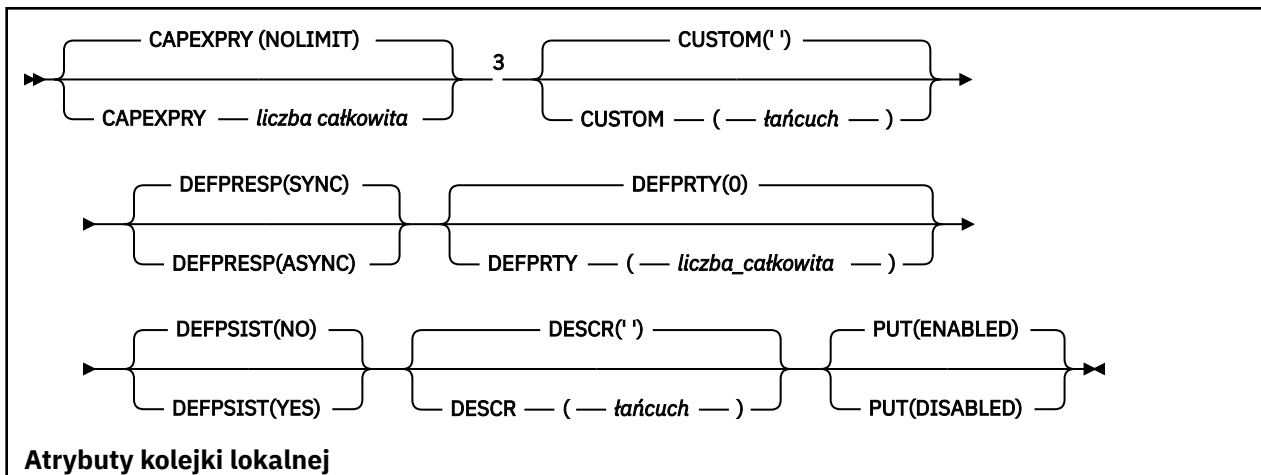 CAPEXPRY (NOLIMIT) CUSTOM(' ')
3
CAPEXPRY liczba całkowita CUSTOM ( łańcuch )
DEFPRESP(SYNC) DEFPRTY(0)
DEFPRESP(ASYNC) DEFPRTY ( liczba_całkowita )
DEFPSIST(NO) DESCR(' ') PUT(ENABLED)
DEFPSIST(YES) DESCR ( łańcuch ) PUT(DISABLED)
Atrybuty kolejki lokalnej